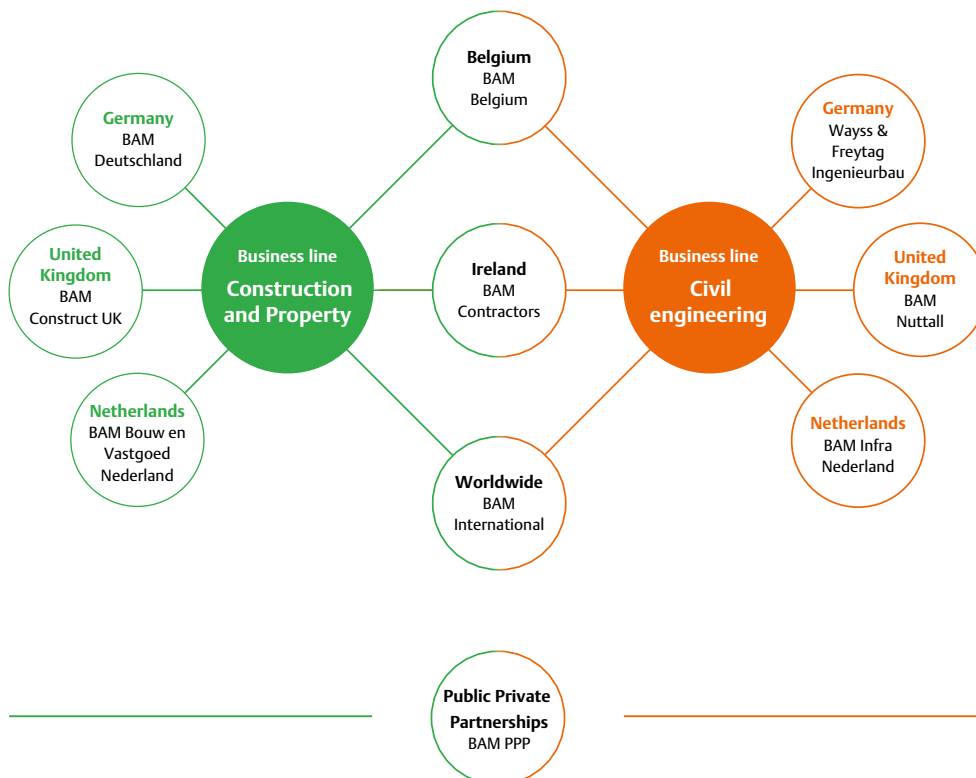 Belgium
BAM
Belgium
Germany
BAM
Deutschland
Germany
Wayss &
Freytag
Ingenieurbau
United
Kingdom
BAM
Construct UK
Business line
Construction
and Property
Ireland
BAM
Contractors
Business line
Civil
engineering
United
Kingdom
BAM
Nuttall
Netherlands
BAM Bouw en
Vastgoed
Nederland
Worldwide
BAM
International
Netherlands
BAM Infra
Nederland
Public Private
Partnerships
BAM PPP